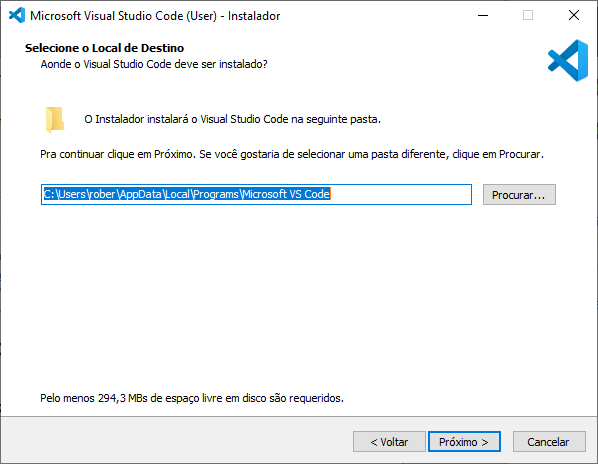 Microsoft Visual Studio Code (User) - Instalador
Selecione o Local de Destino
Aonde o Visual Studio Code deve ser instalado?
O Instalador instalará o Visual Studio Code na seguinte pasta.
Pra continuar clique em Próximo. Se você gostaria de selecionar uma pasta diferente, clique em Procurar.
C:\Users\rober\AppData\Local\Programs\Microsoft VS Code
Procurar...
Pelo menos 294,3 MBs de espaço livre em disco são requeridos.
< Voltar
Próximo >
Cancelar